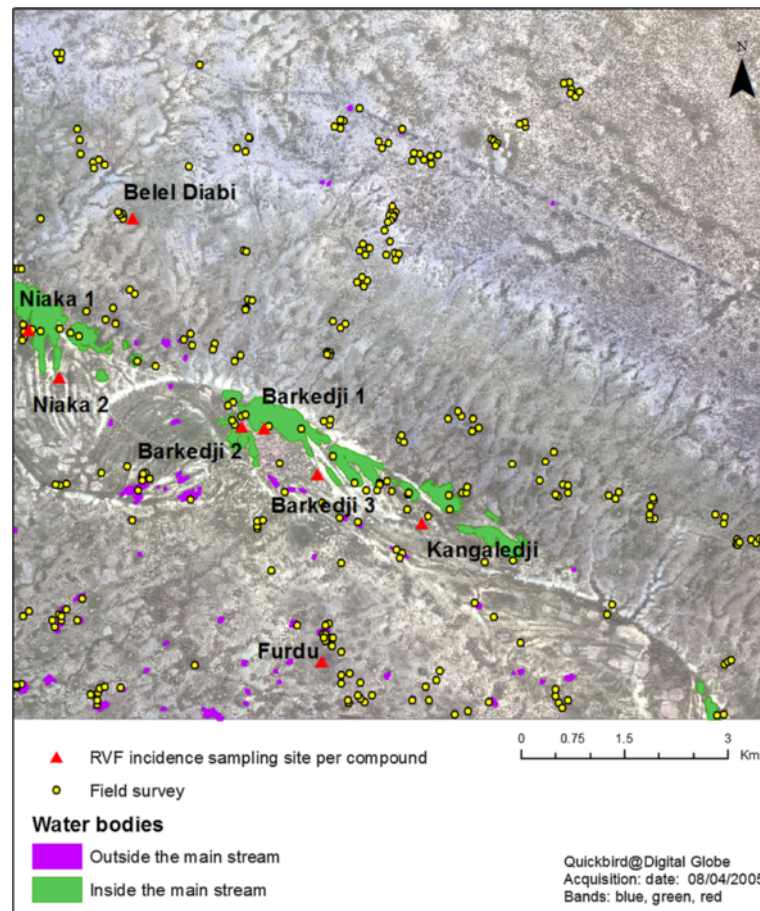 N
Belel Diabi
Niaka 1
Niaka 2
Barkedji 1
Barkedji 2
Barkedji 3
Kangaledji
Furdu
RVF incidence sampling site per compound
Field survey
Water bodies
Outside the main stream
Inside the main stream
0 0.75 1.5 3
Km
Quickbird@Digital Globe
Acquisition: date: 08/04/2005
Bands: blue, green, red